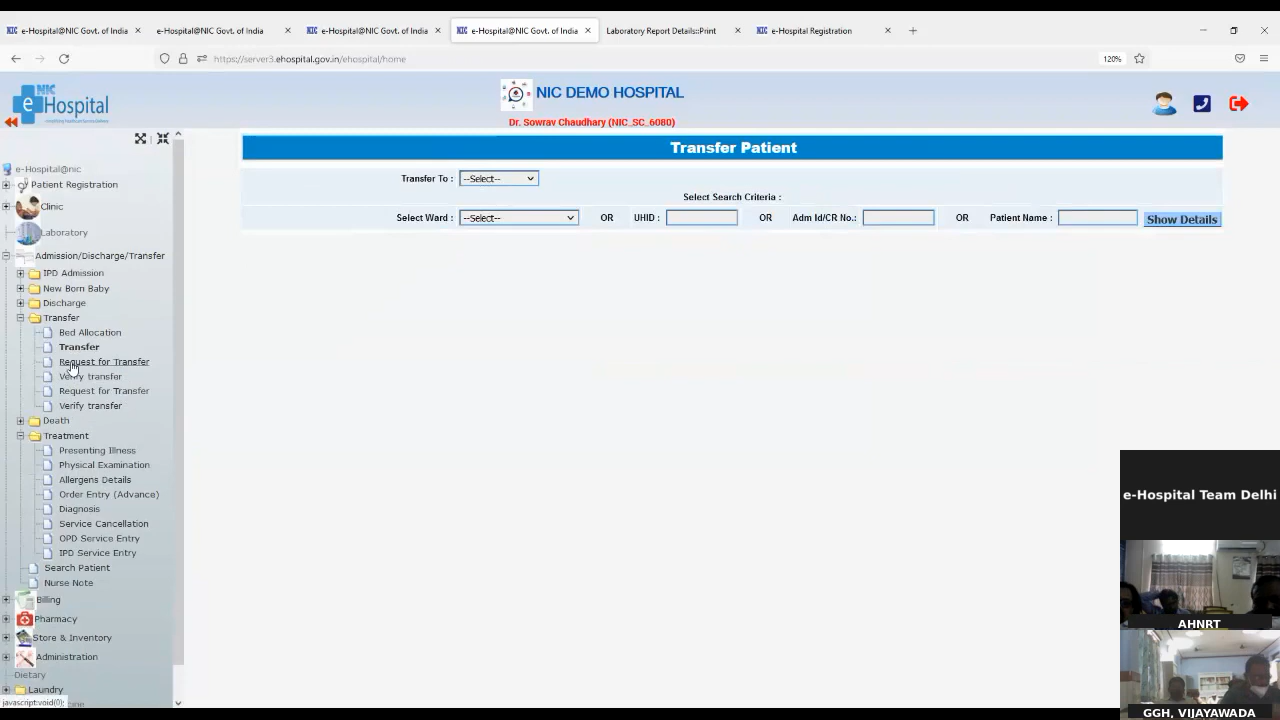 e-Hospital@NIC Govt. of India
e-Hospital@NIC Govt. of India
e-Hospital@NIC Govt. of India
e-Hospital@NIC Govt. of India
Laboratory Report Details::Print
e-Hospital Registration
https://server3.ehospital.gov.in/ehospital/home
120%
NIC
eHospital
NIC DEMO HOSPITAL
Dr. Sowrav Chaudhary (NIC_SC_6080)
e-Hospital@nic
Patient Registration
Clinic
Laboratory
Admission/Discharge/Transfer
IPD Admission
New Born Baby
Discharge
Transfer
Bed Allocation
Transfer
Request for Transfer
Verify transfer
Request for Transfer
Verify transfer
Death
Treatment
Presenting Illness
Physical Examination
Allergens Details
Order Entry (Advance)
Diagnosis
Service Cancellation
OPD Service Entry
IPD Service Entry
Search Patient
Nurse Note
Billing
Pharmacy
Store & Inventory
Administration
Dietary
Laundry
javascript:void(0);
Transfer Patient
Transfer To : --Select--
Select Search Criteria :
Select Ward : --Select-- OR UHID : OR Adm Id/CR No.: OR Patient Name : Show Details
e-Hospital Team Delhi
AHNRT
GGH, VIJAYAWADA